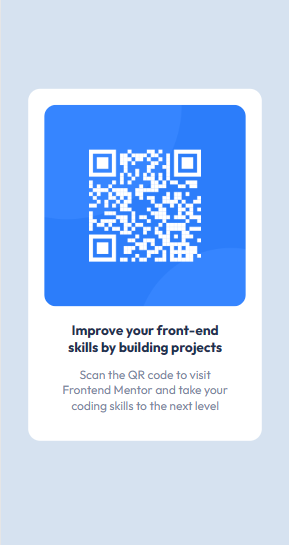 Improve your front-end
skills by building projects
Scan the QR code to visit
Frontend Mentor and take your
coding skills to the next level